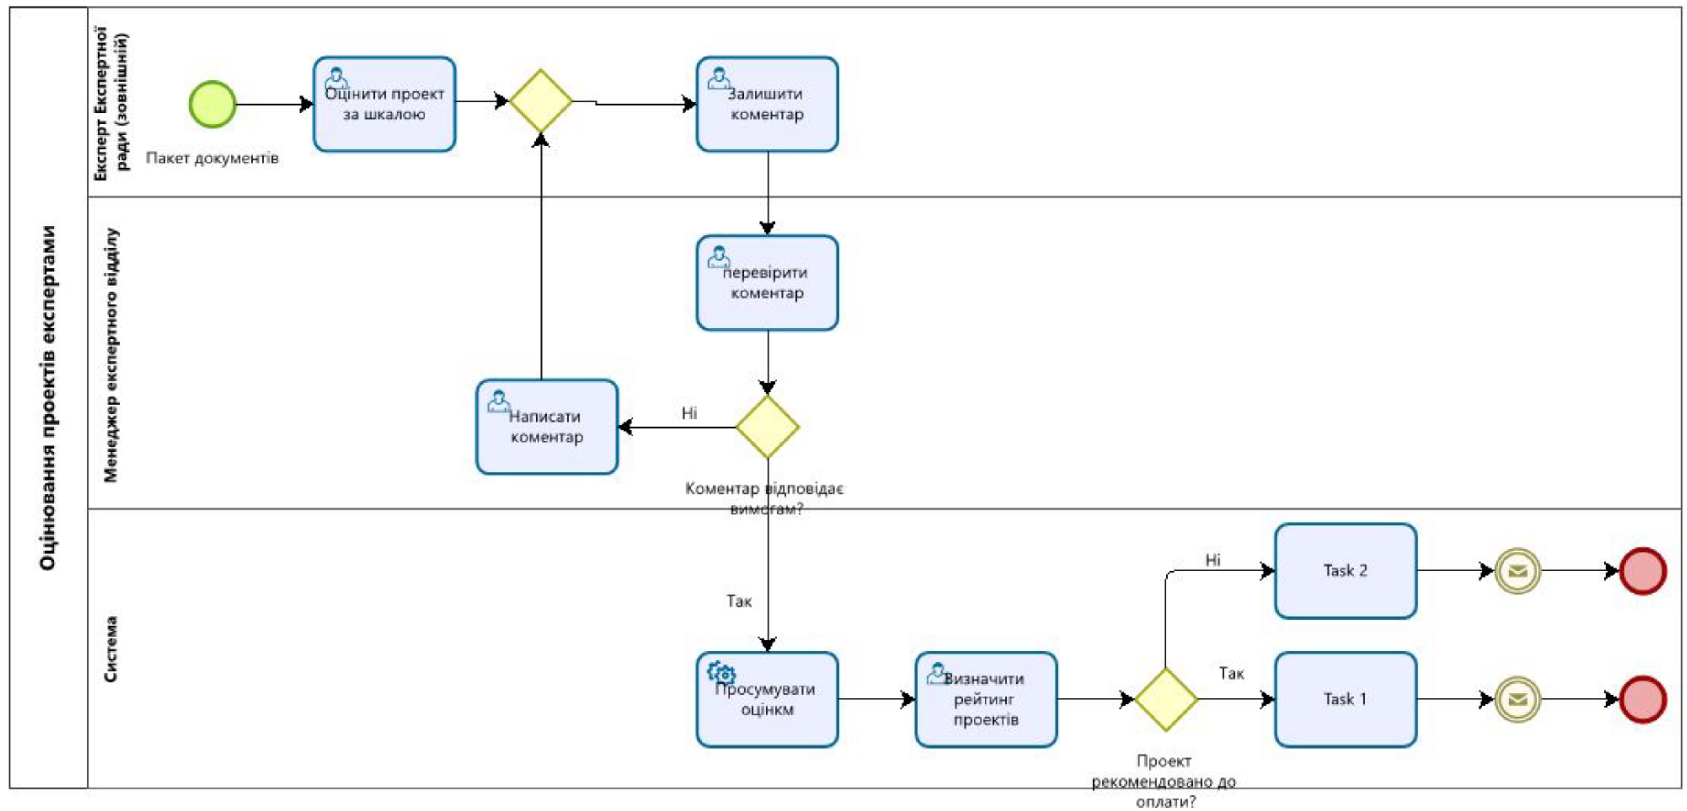 Оцінювання проектів експертами
Експерт Експертної
ради (зовнішній)
Пакет документів
Оцінити проект
за шкалою
Залишити
коментар
Менеджер експертного відділу
перевірити
коментар
Написати
коментар
Ні
Коментар відповідає
вимогам?
Система
Так
Просумувати
оцінкм
Визначити
рейтинг
проектів
Проект
рекомендовано до
оплати?
Ні
Task 2
Так
Task 1